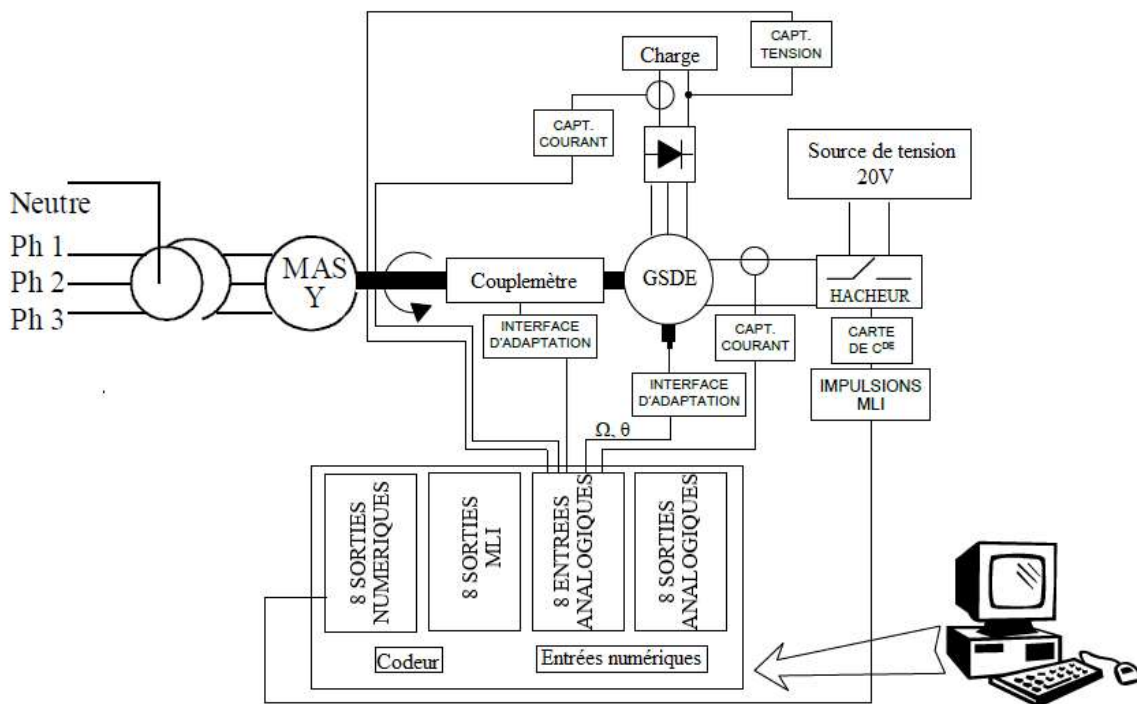 CAPT.
TENSION
Charge
CAPT.
COURANT
Source de tension
20V
Neutre
Ph 1
Ph 2
Ph 3
MAS
Y
Couplemètre
GSDE
HACHEUR
INTERFACE
D'ADAPTATION
CAPT.
COURANT
CARTE
DE CDE
INTERFACE
D'ADAPTATION
IMPULSIONS
MLI
Ω, θ
8 SORTIES
NUMERIQUES
8 SORTIES
MLI
8 ENTREES
ANALOGIQUES
8 SORTIES
ANALOGIQUES
Codeur
Entrées numériques